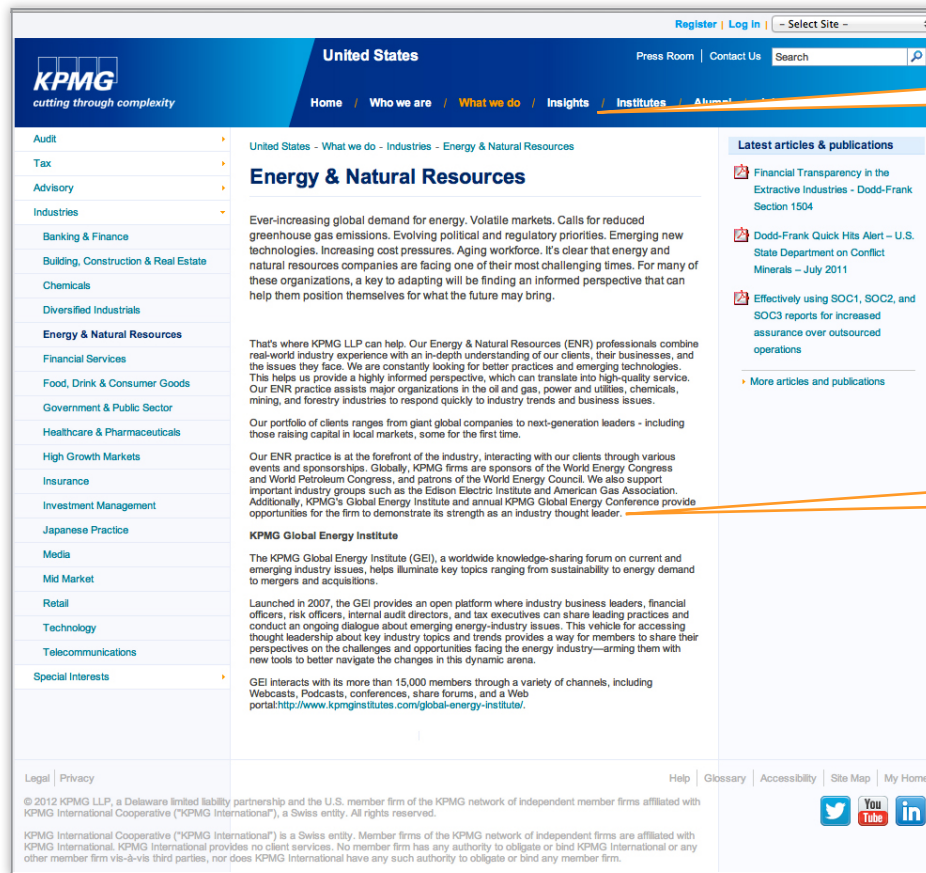 Register | Log in | - Select Site -
United States
Press Room | Contact Us Search
KPMG
cutting through complexity
Home / Who we are / What we do / Insights / Institutes /
Audit
Tax
Advisory
Industries
Banking & Finance
Building, Construction & Real Estate
Chemicals
Diversified Industrials
Energy & Natural Resources
Financial Services
Food, Drink & Consumer Goods
Government & Public Sector
Healthcare & Pharmaceuticals
High Growth Markets
Insurance
Investment Management
Japanese Practice
Media
Mid Market
Retail
Technology
Telecommunications
Special Interests
United States - What we do - Industries - Energy & Natural Resources
Energy & Natural Resources
Ever-increasing global demand for energy. Volatile markets. Calls for reduced
greenhouse gas emissions. Evolving political and regulatory priorities. Emerging new
technologies. Increasing cost pressures. Aging workforce. It's clear that energy and
natural resources companies are facing one of their most challenging times. For many of
these organizations, a key to adapting will be finding an informed perspective that can
help them position themselves for what the future may bring.
That's where KPMG LLP can help. Our Energy & Natural Resources (ENR) professionals combine
real-world industry experience with an in-depth understanding of our clients, their businesses, and
the issues they face. We are constantly looking for better practices and emerging technologies.
This helps us provide a highly informed perspective, which can translate into high-quality service.
Our ENR practice assists major organizations in the oil and gas, power and utilities, chemicals,
mining, and forestry industries to respond quickly to industry trends and business issues.
Our portfolio of clients ranges from giant global companies to next-generation leaders - including
those raising capital in local markets, some for the first time.
Our ENR practice is at the forefront of the industry, interacting with our clients through various
events and sponsorships. Globally, KPMG firms are sponsors of the World Energy Congress
and World Petroleum Congress, and patrons of the World Energy Council. We also support
important industry groups such as the Edison Electric Institute and American Gas Association.
Additionally, KPMG's Global Energy Institute and annual KPMG Global Energy Conference provide
opportunities for the firm to demonstrate its strength as an industry thought leader.
KPMG Global Energy Institute
The KPMG Global Energy Institute (GEI), a worldwide knowledge-sharing forum on current and
emerging industry issues, helps illuminate key topics ranging from sustainability to energy demand
to mergers and acquisitions.
Launched in 2007, the GEI provides an open platform where industry business leaders, financial
officers, risk officers, internal audit directors, and tax executives can share leading practices and
conduct an ongoing dialogue about emerging energy-industry issues. This vehicle for accessing
thought leadership about key industry topics and trends provides a way for members to share their
perspectives on the challenges and opportunities facing the energy industry—arming them with
new tools to better navigate the changes in this dynamic arena.
GEI interacts with its more than 15,000 members through a variety of channels, including
Webcasts, Podcasts, conferences, share forums, and a Web
portal:http://www.kpmginstitutes.com/global-energy-institute/.
Latest articles & publications
Financial Transparency in the
Extractive Industries - Dodd-Frank
Section 1504
Dodd-Frank Quick Hits Alert – U.S.
State Department on Conflict
Minerals – July 2011
Effectively using SOC1, SOC2, and
SOC3 reports for increased
assurance over outsourced
operations
More articles and publications
Legal | Privacy
Help | Glossary | Accessibility | Site Map | My Home
© 2012 KPMG LLP, a Delaware limited liability partnership and the U.S. member firm of the KPMG network of independent member firms affiliated with
KPMG International Cooperative ("KPMG International"), a Swiss entity. All rights reserved.
KPMG International Cooperative ("KPMG International") is a Swiss entity. Member firms of the KPMG network of independent firms are affiliated with
KPMG International. KPMG International provides no client services. No member firm has any authority to obligate or bind KPMG International or any
other member firm vis-à-vis third parties, nor does KPMG International have any such authority to obligate or bind any member firm.
You
Tube
in